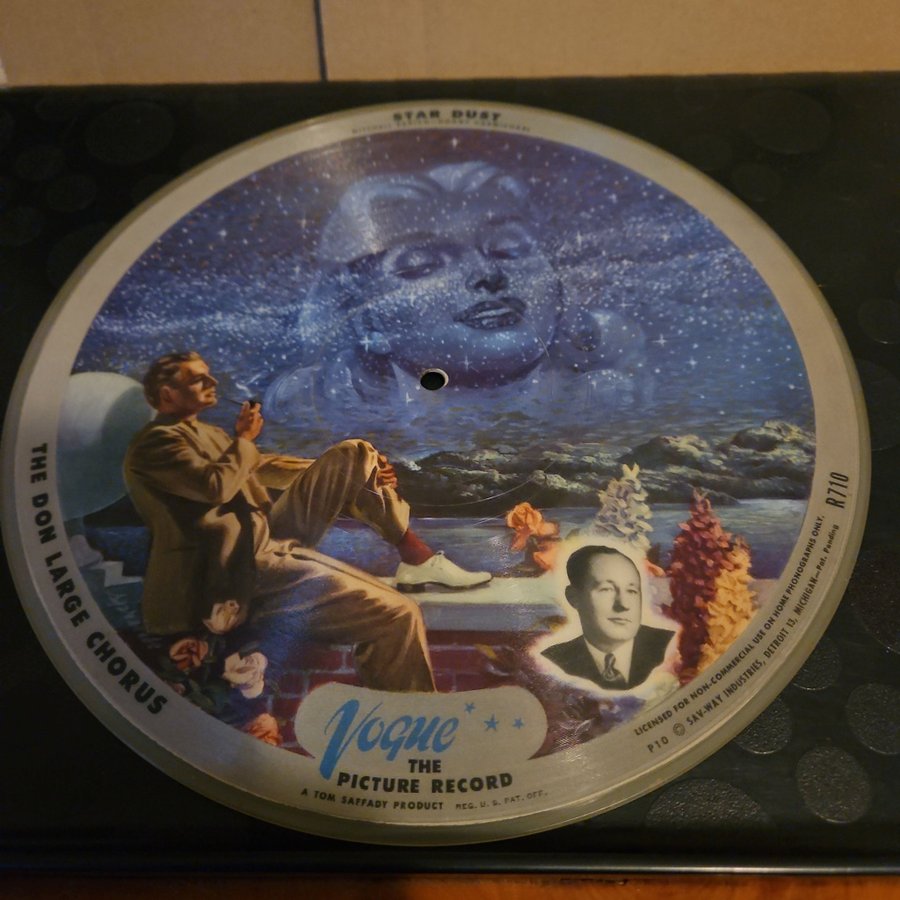 STAR DUST
THE DON LARGE CHORUS
R710
Vogue
THE
PICTURE RECORD
A TOM SAFFADY PRODUCT REG. U. S. PAT. OFF.
LICENSED FOR NON-COMMERCIAL USE ON HOME PHONOGRAPHS ONLY.
P10 © SAV-WAY INDUSTRIES, DETROIT 13, MICHIGAN—Pat. Pending